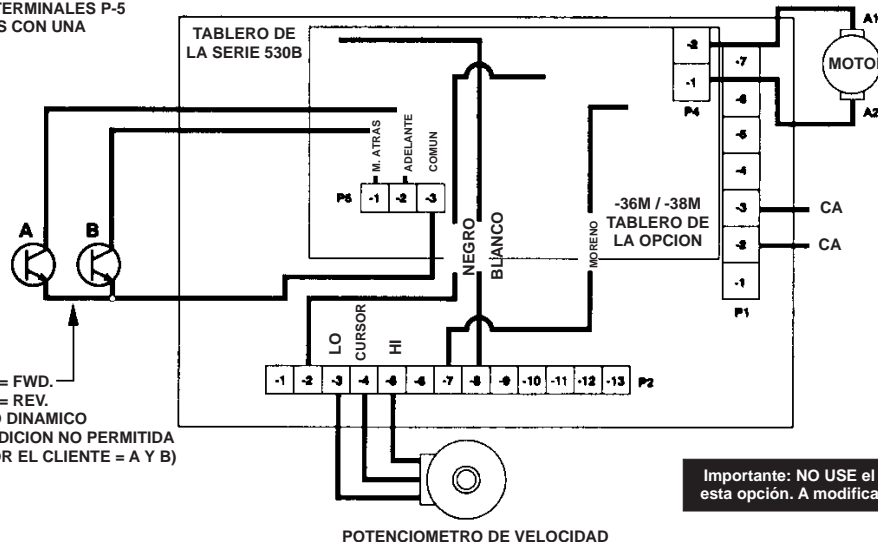 TERMINALES P-5
S CON UNA
TABLERO DE
LA SERIE 530B
-2
-1
P4
-7
-6
-5
-4
-3
-2
-1
P1
A1
MOTO
A2
M. ATRAS
ADELANTE
COMUN
P5
-1
-2
-3
-36M / -38M
TABLERO DE
LA OPCION
CA
CA
A
B
NEGRO
BLANCO
MORENO
LO
CURSOR
HI
-1
-2
-3
-4
-5
-6
-7
-8
-9
-10
-11
-12
-13
P2
= FWD.
= REV.
O DINAMICO
DICION NO PERMITIDA
OR EL CLIENTE = A Y B)
Importante: NO USE el
esta opción. A modifica
POTENCIOMETRO DE VELOCIDAD